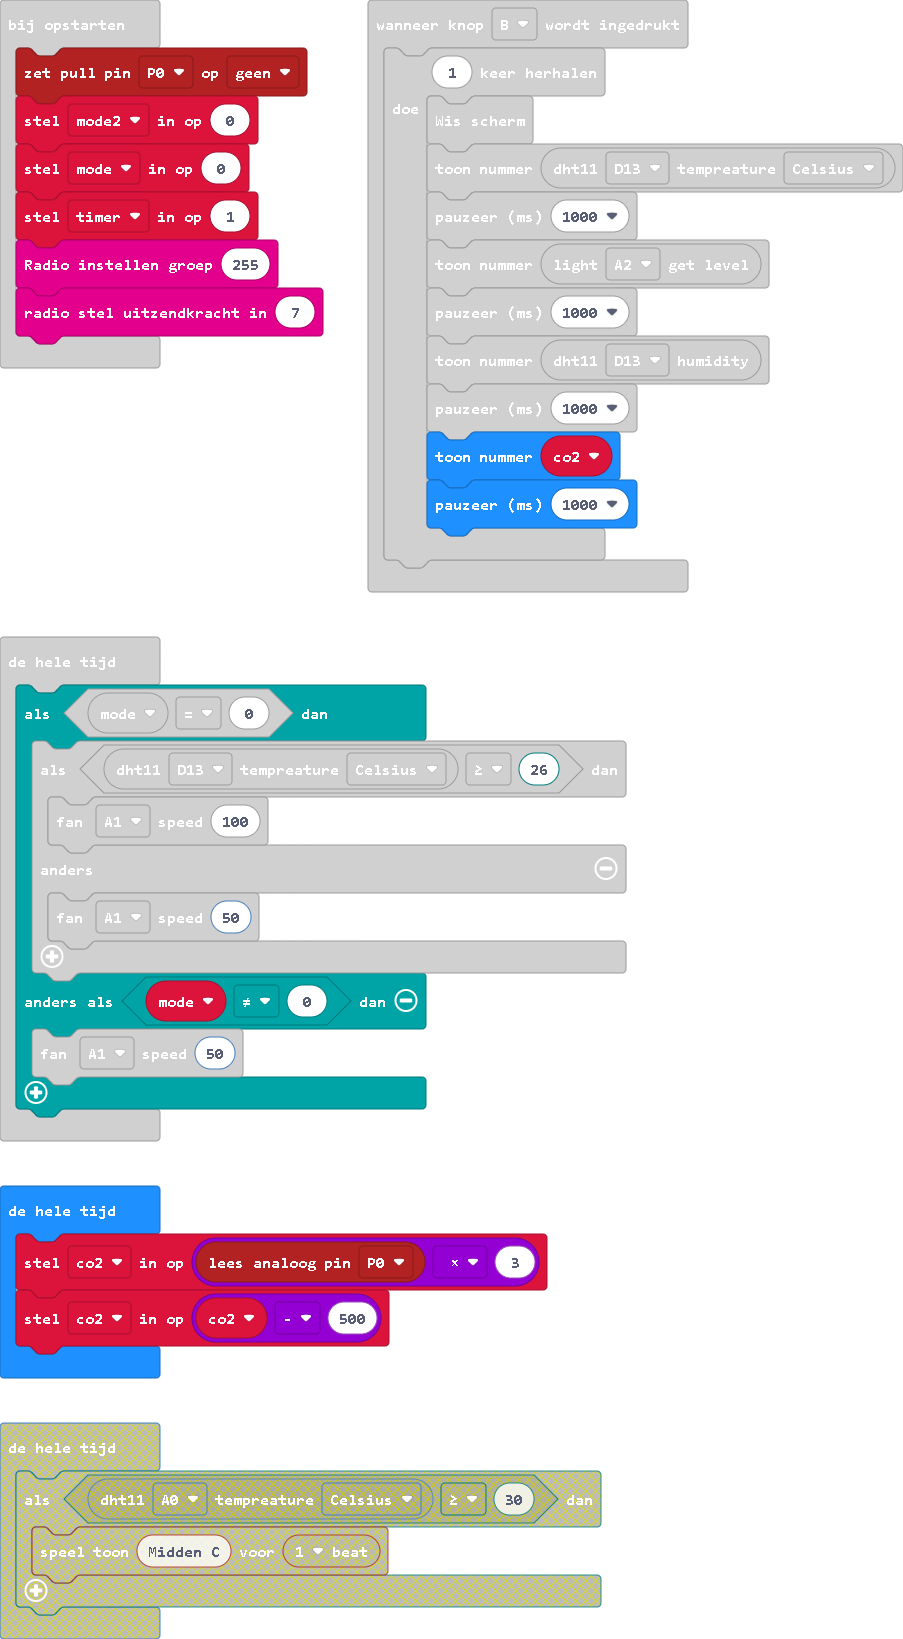 bij opstarten
zet pull pin P0 op geen
stel mode2 in op 0
stel mode in op 0
stel timer in op 1
Radio instellen groep 255
radio stel uitzendkracht in 7
wanneer knop B wordt ingedrukt
1 keer herhalen
doe
Wis scherm
toon nummer dht11 D13 tempreature Celsius
pauzeer (ms) 1000
toon nummer light A2 get level
pauzeer (ms) 1000
toon nummer dht11 D13 humidity
pauzeer (ms) 1000
toon nummer co2
pauzeer (ms) 1000
de hele tijd
als mode = 0 dan
als dht11 D13 tempreature Celsius ≥ 26 dan
fan A1 speed 100
anders
fan A1 speed 50
anders als mode ≠ 0 dan
fan A1 speed 50
de hele tijd
stel co2 in op lees analoog pin P0 × 3
stel co2 in op co2 - 500
de hele tijd
als dht11 A0 tempreature Celsius ≥ 30 dan
speel toon Midden C voor 1 beat